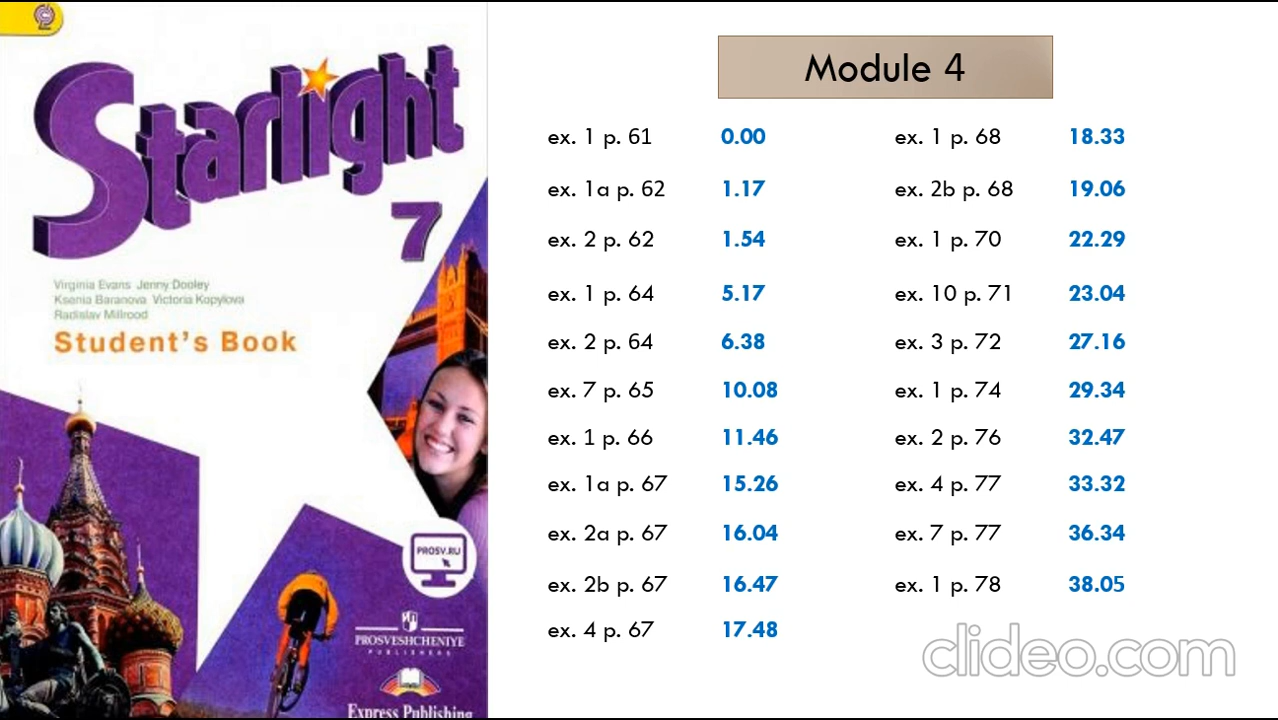 Starlight
7
Virginia Evans Jenny Dooley
Ksenia Baranova Victoria Kopylova
Radislav Millrood
Student's Book
PROSV.RU
PROSVESHCHENIYE
PUBLISHERS
Express Publishing
Module 4
ex. 1 p. 61 0.00
ex. 1a p. 62 1.17
ex. 2 p. 62 1.54
ex. 1 p. 64 5.17
ex. 2 p. 64 6.38
ex. 7 p. 65 10.08
ex. 1 p. 66 11.46
ex. 1a p. 67 15.26
ex. 2a p. 67 16.04
ex. 2b p. 67 16.47
ex. 4 p. 67 17.48
ex. 1 p. 68 18.33
ex. 2b p. 68 19.06
ex. 1 p. 70 22.29
ex. 10 p. 71 23.04
ex. 3 p. 72 27.16
ex. 1 p. 74 29.34
ex. 2 p. 76 32.47
ex. 4 p. 77 33.32
ex. 7 p. 77 36.34
ex. 1 p. 78 38.05
clideo.com